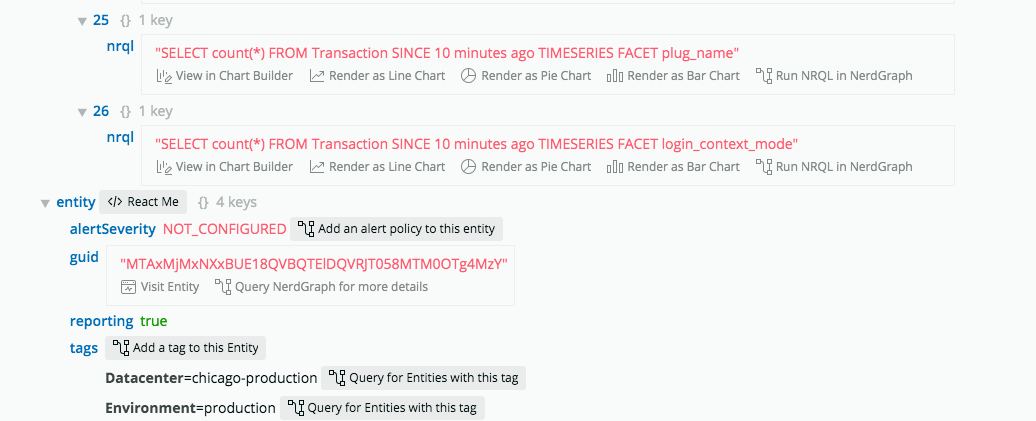 25 {} 1 key
nrql "SELECT count(*) FROM Transaction SINCE 10 minutes ago TIMESERIES FACET plug_name"
View in Chart Builder Render as Line Chart Render as Pie Chart Render as Bar Chart Run NRQL in NerdGraph
26 {} 1 key
nrql "SELECT count(*) FROM Transaction SINCE 10 minutes ago TIMESERIES FACET login_context_mode"
View in Chart Builder Render as Line Chart Render as Pie Chart Render as Bar Chart Run NRQL in NerdGraph
entity </> React Me {} 4 keys
alertSeverity NOT_CONFIGURED Add an alert policy to this entity
guid "MTAxMjMxNXxBUE18QVBQTElDQVRJT058MTM0OTg4MzY"
Visit Entity Query NerdGraph for more details
reporting true
tags Add a tag to this Entity
Datacenter=chicago-production Query for Entities with this tag
Environment=production Query for Entities with this tag